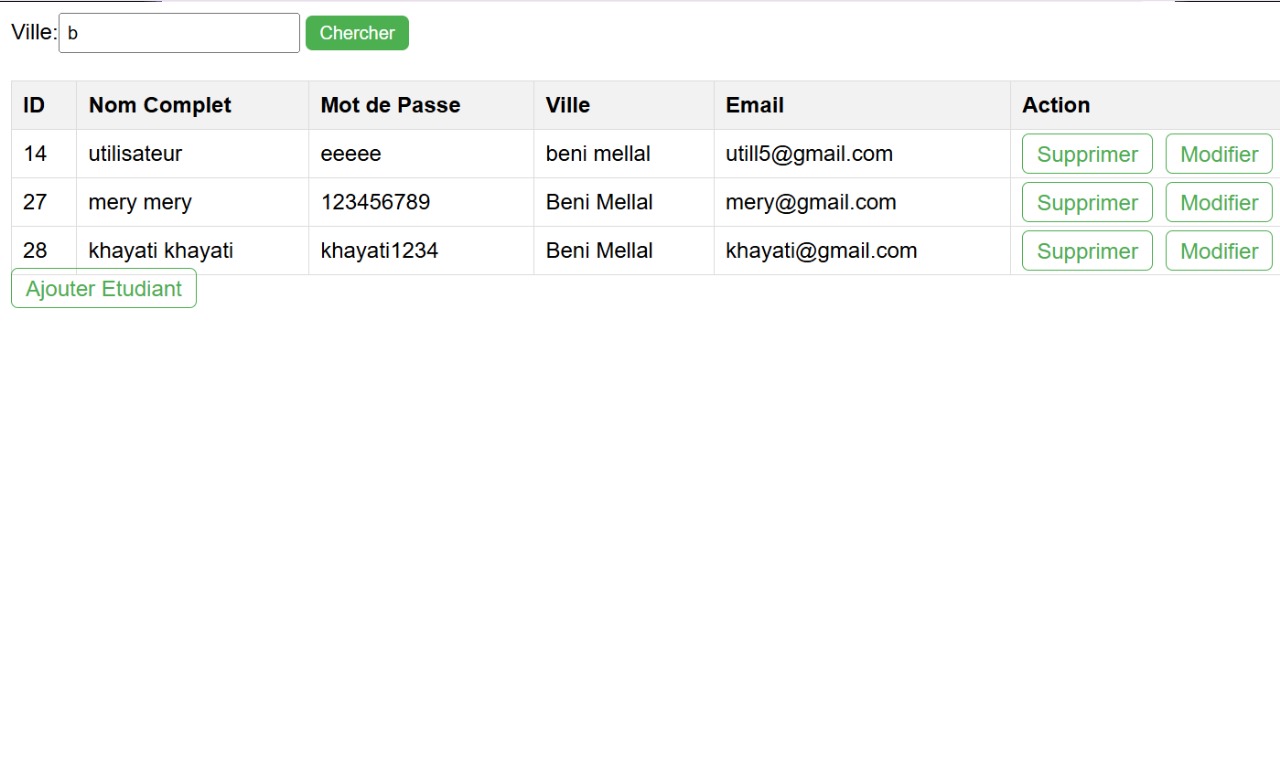 Ville: b Chercher
ID Nom Complet Mot de Passe Ville Email Action
14 utilisateur eeeee beni mellal utill5@gmail.com Supprimer Modifier
27 mery mery 123456789 Beni Mellal mery@gmail.com Supprimer Modifier
28 khayati khayati khayati1234 Beni Mellal khayati@gmail.com Supprimer Modifier
Ajouter Etudiant